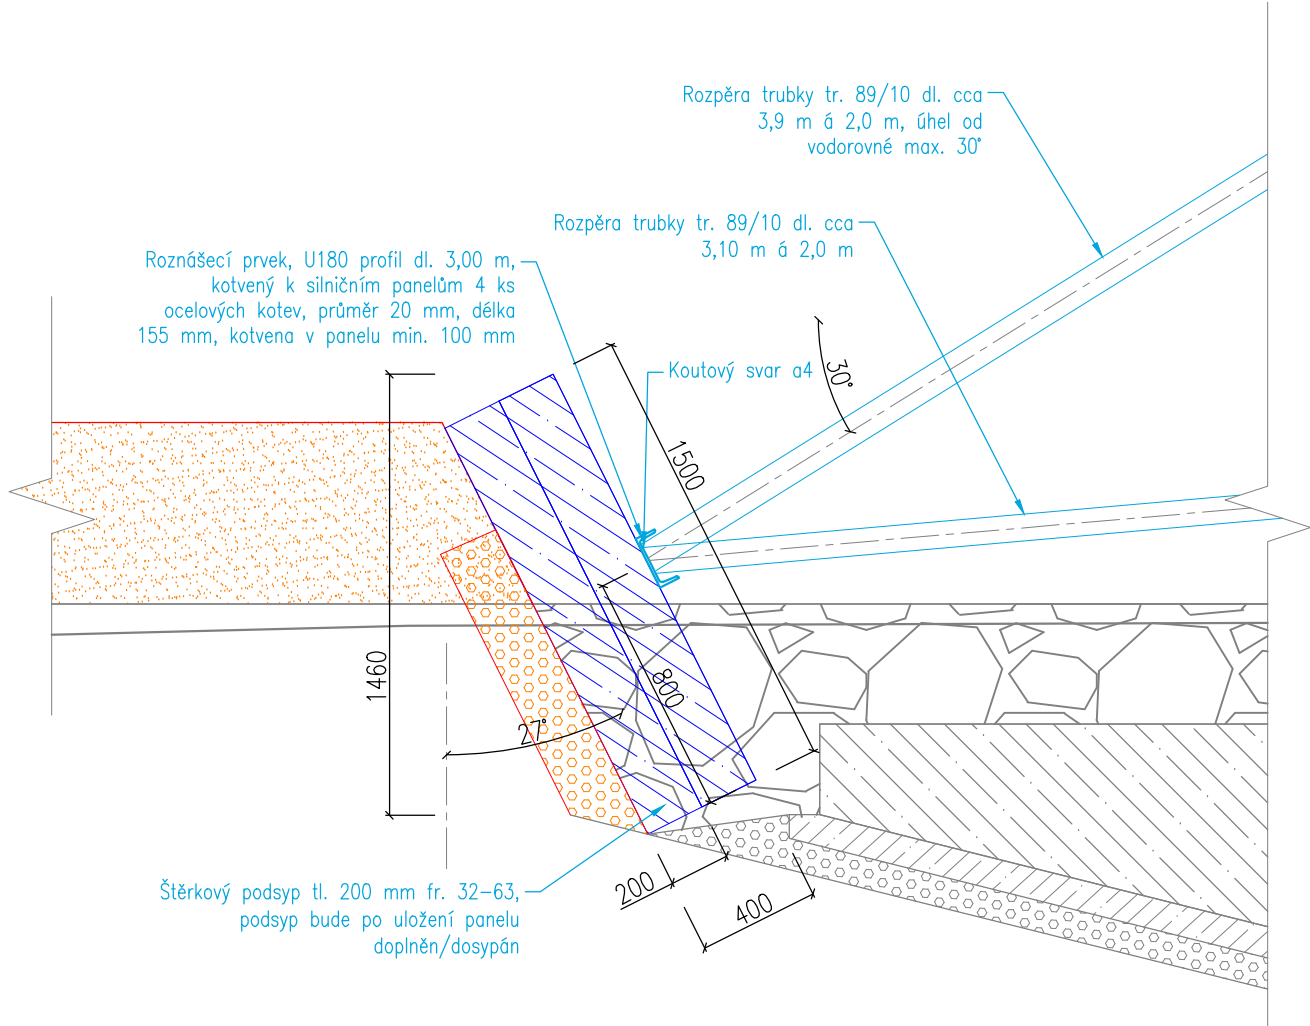 Rozpěra trubky tr. 89/10 dl. cca
3,9 m á 2,0 m, úhel od
vodorovné max. 30°
Rozpěra trubky tr. 89/10 dl. cca
3,10 m á 2,0 m
Roznášecí prvek, U180 profil dl. 3,00 m,
kotvený k silničním panelům 4 ks
ocelových kotev, průměr 20 mm, délka
155 mm, kotvena v panelu min. 100 mm
Koutový svar a4
30°
1500
1460
800
27°
200
400
Štěrkový podsyp tl. 200 mm fr. 32-63,
podsyp bude po uložení panelu
doplněn/dosypán